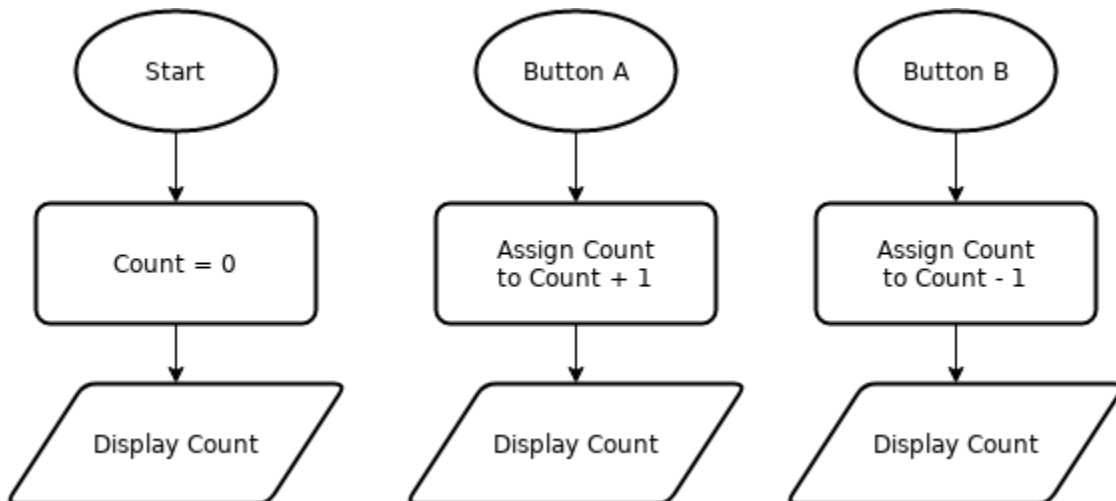 Start
Count = 0
Display Count
Button A
Assign Count
to Count + 1
Display Count
Button B
Assign Count
to Count - 1
Display Count